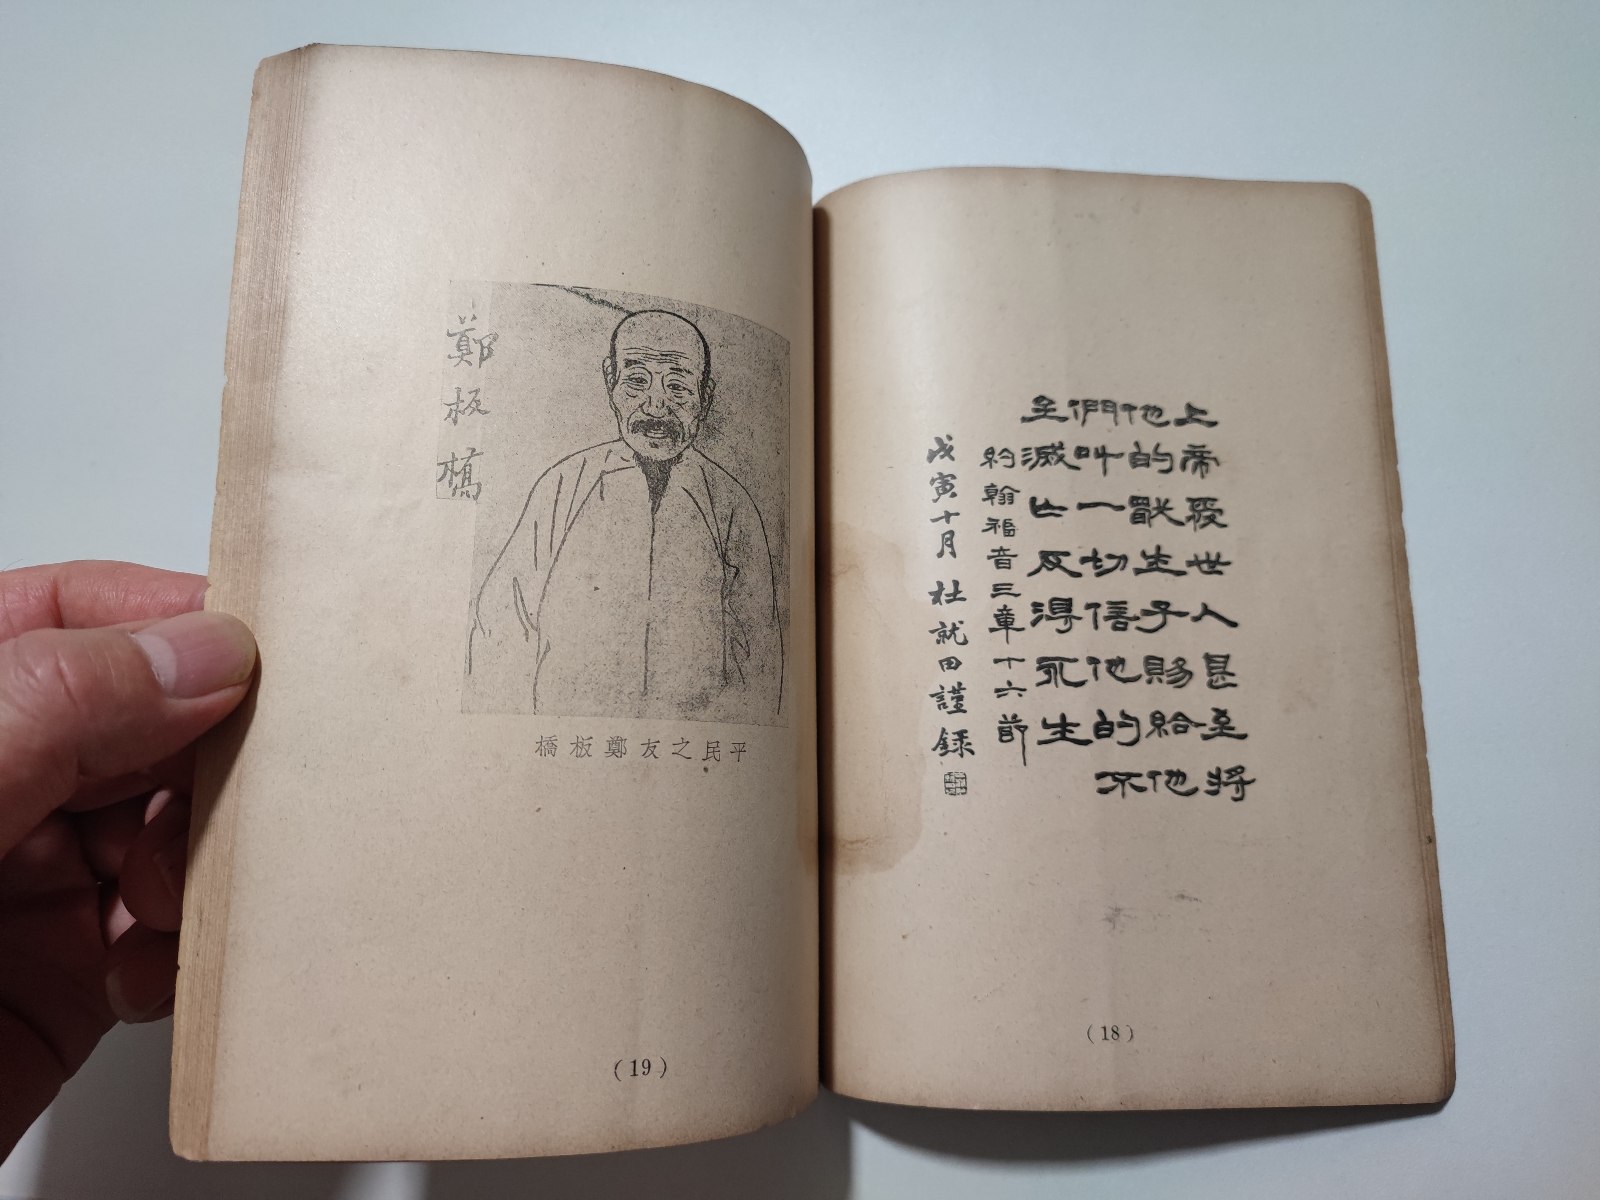 上帝愛世人甚至將
他的獨生子賜給他
們叫一切信他的不
至滅亡反得永生
約翰福音三章十六節
戊寅十月 杜就田謹錄
(18)
鄭板橋
平民之友鄭板橋
(19)